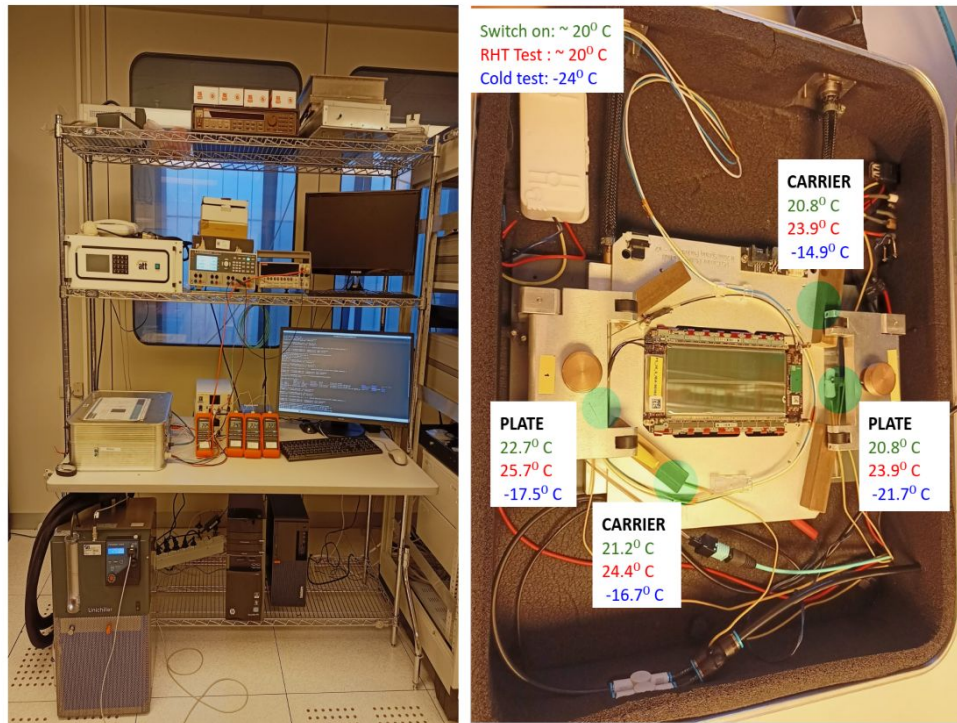 att
Unichiller
Switch on: ~ 20⁰ C
RHT Test : ~ 20⁰ C
Cold test: -24⁰ C
CARRIER
20.8⁰ C
23.9⁰ C
-14.9⁰ C
1
PLATE
22.7⁰ C
25.7⁰ C
-17.5⁰ C
PLATE
20.8⁰ C
23.9⁰ C
-21.7⁰ C
CARRIER
21.2⁰ C
24.4⁰ C
-16.7⁰ C